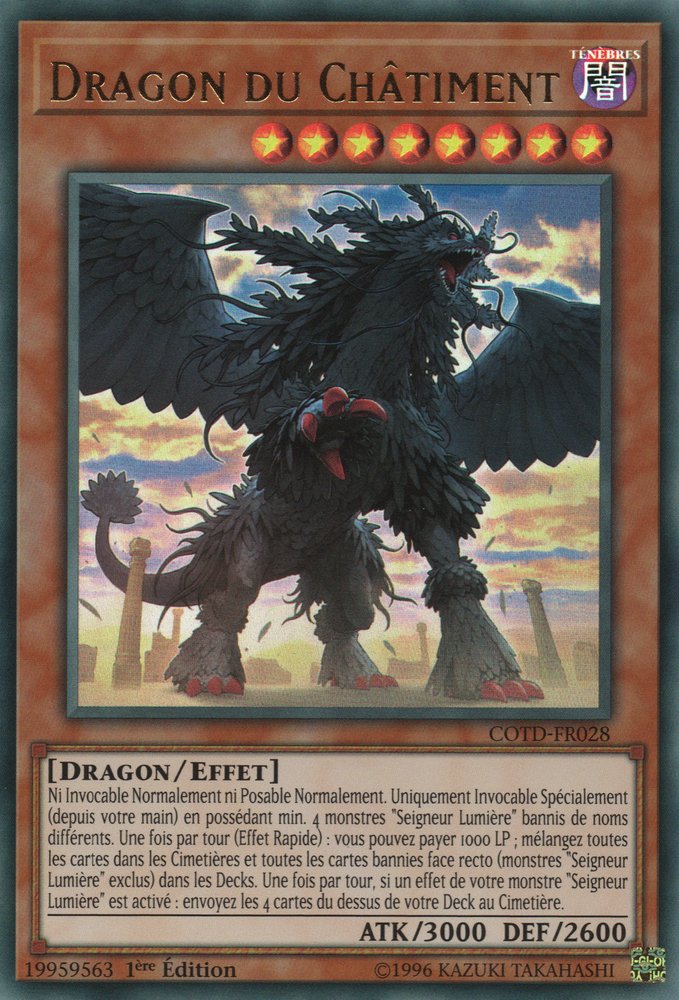 DRAGON DU CHÂTIMENT
TÉNÈBRES
闇
COTD-FR028
[DRAGON/EFFET]
Ni Invocable Normalement ni Posable Normalement. Uniquement Invocable Spécialement
(depuis votre main) en possédant min. 4 monstres "Seigneur Lumière" bannis de noms
différents. Une fois par tour (Effet Rapide) : vous pouvez payer 1000 LP ; mélangez toutes
les cartes dans les Cimetières et toutes les cartes bannies face recto (monstres "Seigneur
Lumière" exclus) dans les Decks. Une fois par tour, si un effet de votre monstre "Seigneur
Lumière" est activé : envoyez les 4 cartes du dessus de votre Deck au Cimetière.
ATK/3000 DEF/2600
19959563 1ère Édition ©1996 KAZUKI TAKAHASHI